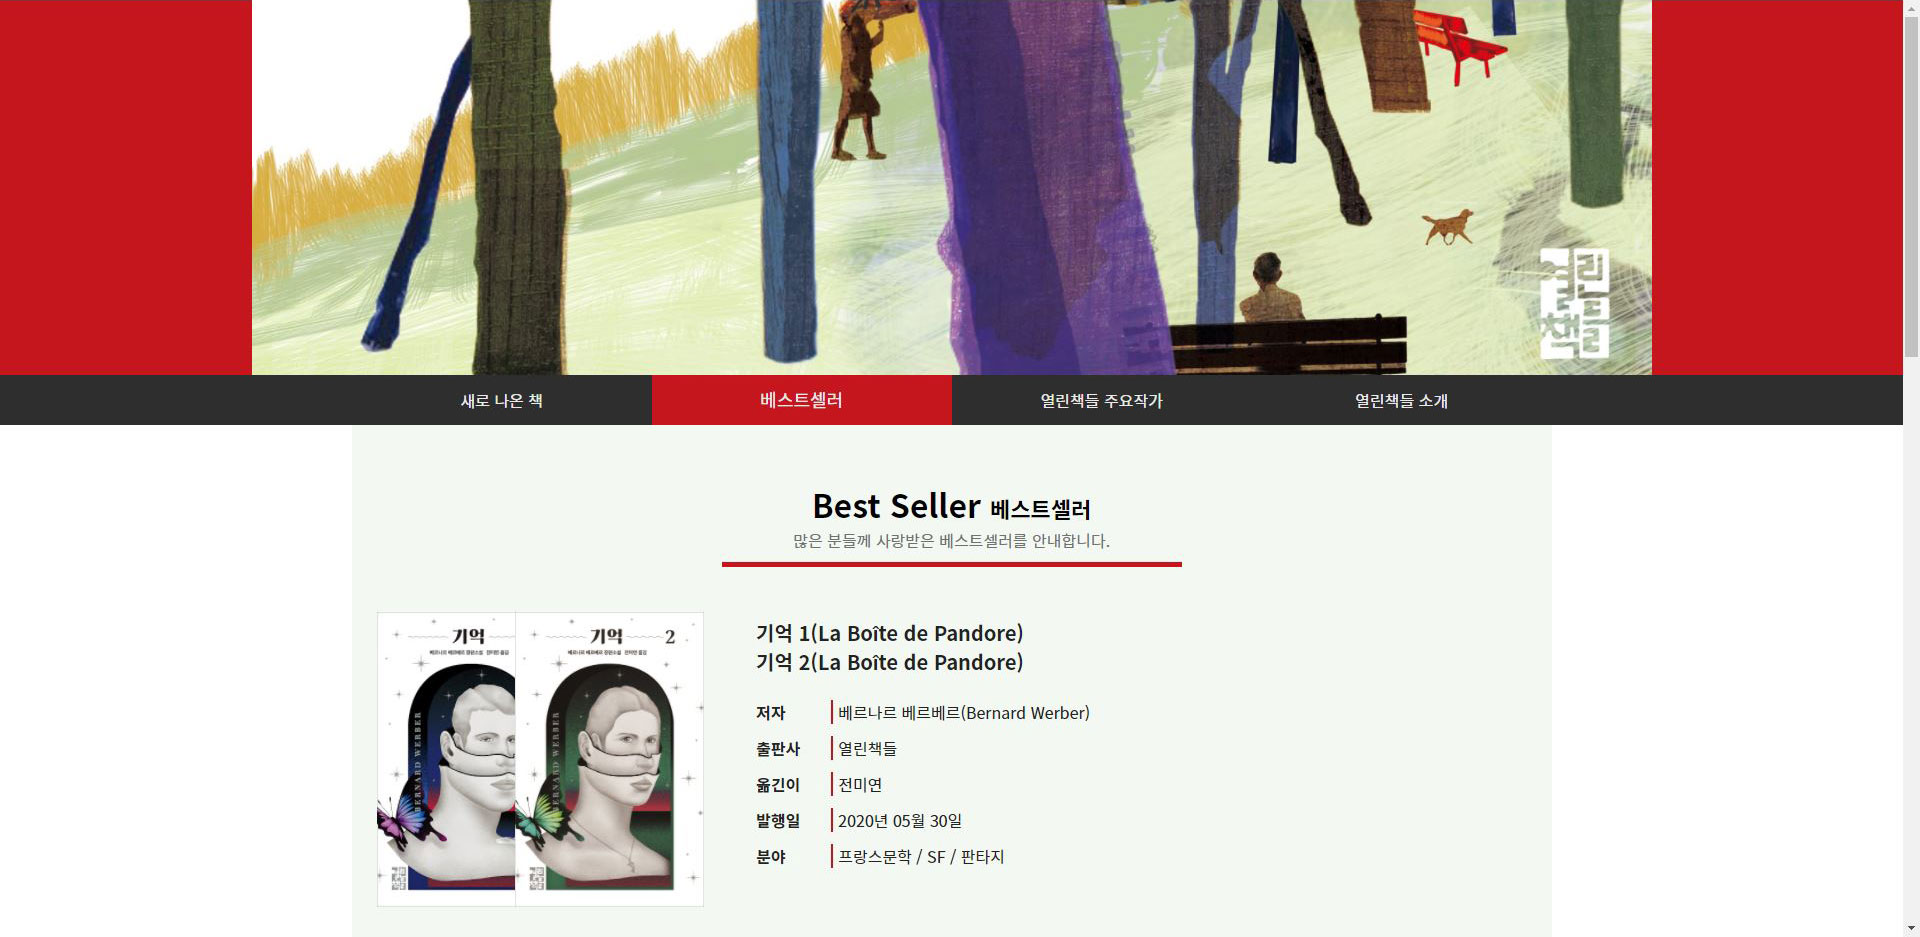 열린책들
새로 나온 책
베스트셀러
열린책들 주요작가
열린책들 소개
Best Seller 베스트셀러
많은 분들께 사랑받은 베스트셀러를 안내합니다.
기억
베르나르 베르베르 장편소설 전미연 옮김
BERNARD WERBER
기억 2
베르나르 베르베르 장편소설 전미연 옮김
BERNARD WERBER
기억 1(La Boîte de Pandore)
기억 2(La Boîte de Pandore)
저자 베르나르 베르베르(Bernard Werber)
출판사 열린책들
옮긴이 전미연
발행일 2020년 05월 30일
분야 프랑스문학 / SF / 판타지